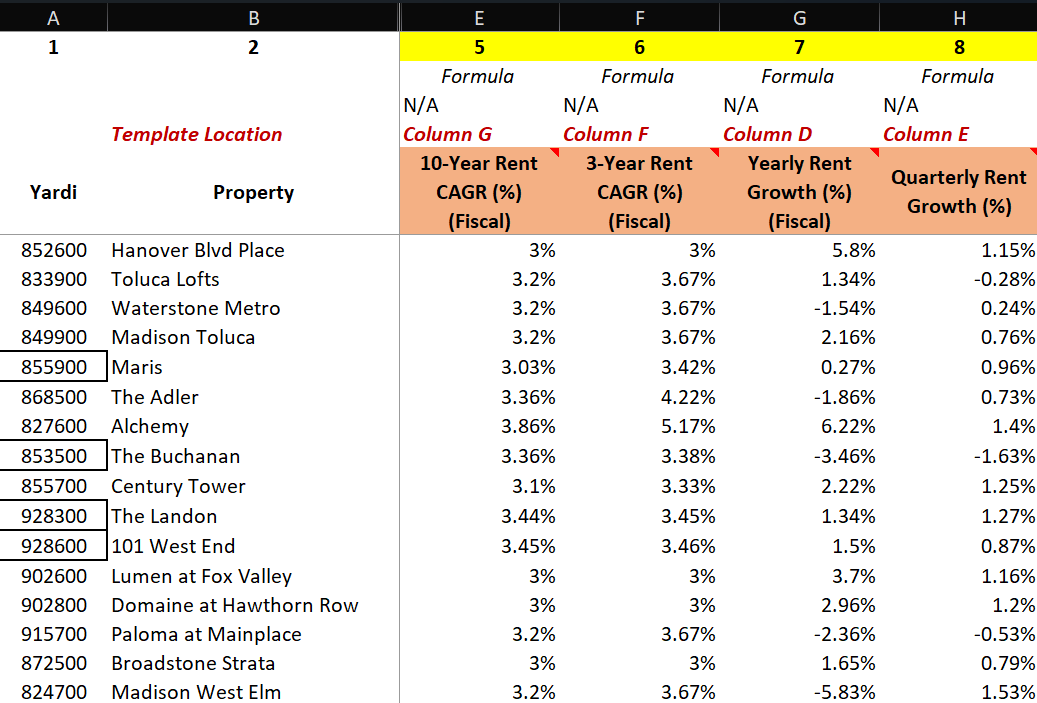 A B E F G H
1 2 5 6 7 8
Formula Formula Formula Formula
N/A N/A N/A N/A
Template Location Column G Column F Column D Column E
Yardi Property 10-Year Rent CAGR (%) (Fiscal) 3-Year Rent CAGR (%) (Fiscal) Yearly Rent Growth (%) (Fiscal) Quarterly Rent Growth (%)
852600 Hanover Blvd Place 3% 3% 5.8% 1.15%
833900 Toluca Lofts 3.2% 3.67% 1.34% -0.28%
849600 Waterstone Metro 3.2% 3.67% -1.54% 0.24%
849900 Madison Toluca 3.2% 3.67% 2.16% 0.76%
855900 Maris 3.03% 3.42% 0.27% 0.96%
868500 The Adler 3.36% 4.22% -1.86% 0.73%
827600 Alchemy 3.86% 5.17% 6.22% 1.4%
853500 The Buchanan 3.36% 3.38% -3.46% -1.63%
855700 Century Tower 3.1% 3.33% 2.22% 1.25%
928300 The Landon 3.44% 3.45% 1.34% 1.27%
928600 101 West End 3.45% 3.46% 1.5% 0.87%
902600 Lumen at Fox Valley 3% 3% 3.7% 1.16%
902800 Domaine at Hawthorn Row 3% 3% 2.96% 1.2%
915700 Paloma at Mainplace 3.2% 3.67% -2.36% -0.53%
872500 Broadstone Strata 3% 3% 1.65% 0.79%
824700 Madison West Elm 3.2% 3.67% -5.83% 1.53%